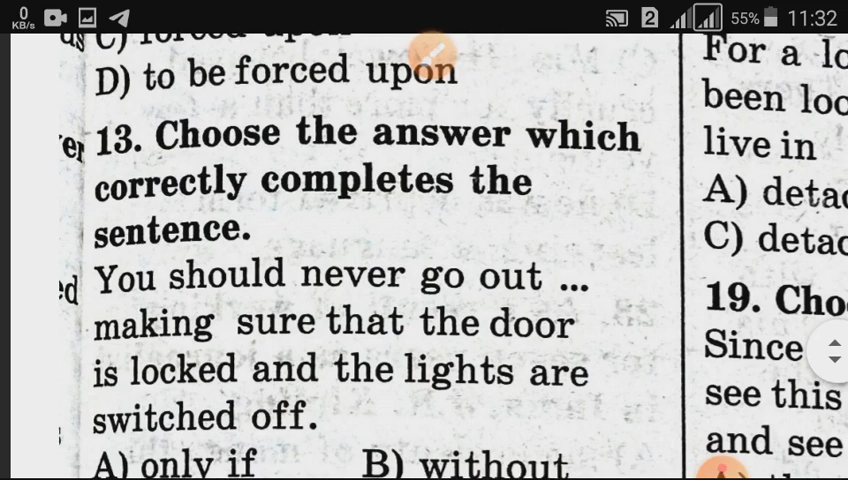 0
KB/s
2
55%
11:32
D) to be forced upon
13. Choose the answer which
correctly completes the
sentence.
You should never go out ...
making sure that the door
is locked and the lights are
switched off.
A) only if B) without
For a lo
been loo
live in
A) detac
C) detac
19. Cho
Since
see this
and see